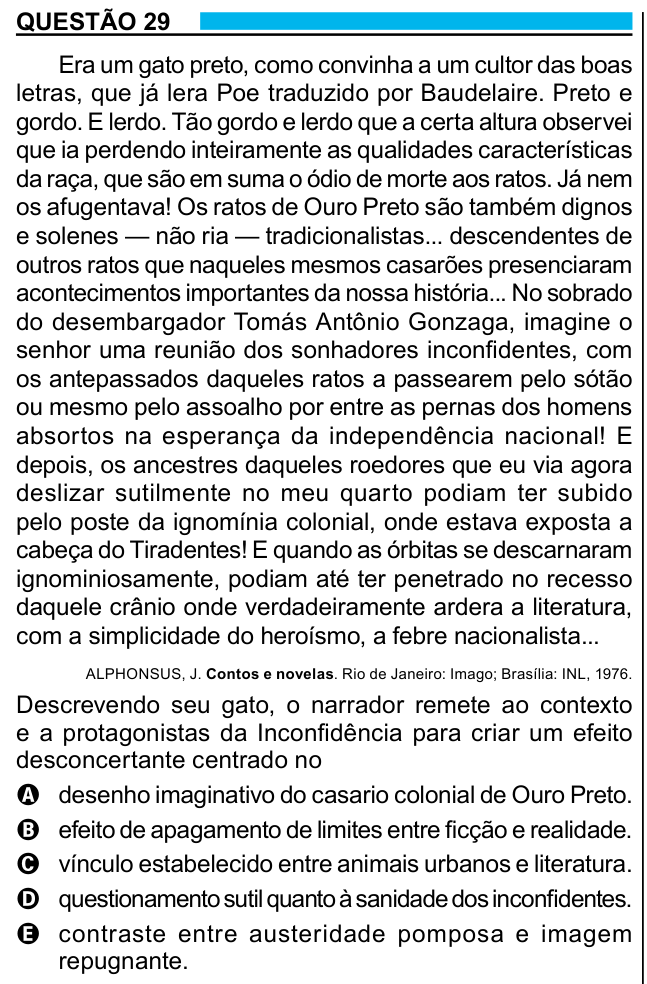 QUESTÃO 29
Era um gato preto, como convinha a um cultor das boas
letras, que já lera Poe traduzido por Baudelaire. Preto e
gordo. E lerdo. Tão gordo e lerdo que a certa altura observei
que ia perdendo inteiramente as qualidades características
da raça, que são em suma o ódio de morte aos ratos. Já nem
os afugentava! Os ratos de Ouro Preto são também dignos
e solenes — não ria — tradicionalistas... descendentes de
outros ratos que naqueles mesmos casarões presenciaram
acontecimentos importantes da nossa história... No sobrado
do desembargador Tomás Antônio Gonzaga, imagine o
senhor uma reunião dos sonhadores inconfidentes, com
os antepassados daqueles ratos a passearem pelo sótão
ou mesmo pelo assoalho por entre as pernas dos homens
absortos na esperança da independência nacional! E
depois, os ancestres daqueles roedores que eu via agora
deslizar sutilmente no meu quarto podiam ter subido
pelo poste da ignomínia colonial, onde estava exposta a
cabeça do Tiradentes! E quando as órbitas se descarnaram
ignominiosamente, podiam até ter penetrado no recesso
daquele crânio onde verdadeiramente ardera a literatura,
com a simplicidade do heroísmo, a febre nacionalista...
ALPHONSUS, J. Contos e novelas. Rio de Janeiro: Imago; Brasília: INL, 1976.
Descrevendo seu gato, o narrador remete ao contexto
e a protagonistas da Inconfidência para criar um efeito
desconcertante centrado no
A desenho imaginativo do casario colonial de Ouro Preto.
B efeito de apagamento de limites entre ficção e realidade.
C vínculo estabelecido entre animais urbanos e literatura.
D questionamento sutil quanto à sanidade dos inconfidentes.
E contraste entre austeridade pomposa e imagem
repugnante.